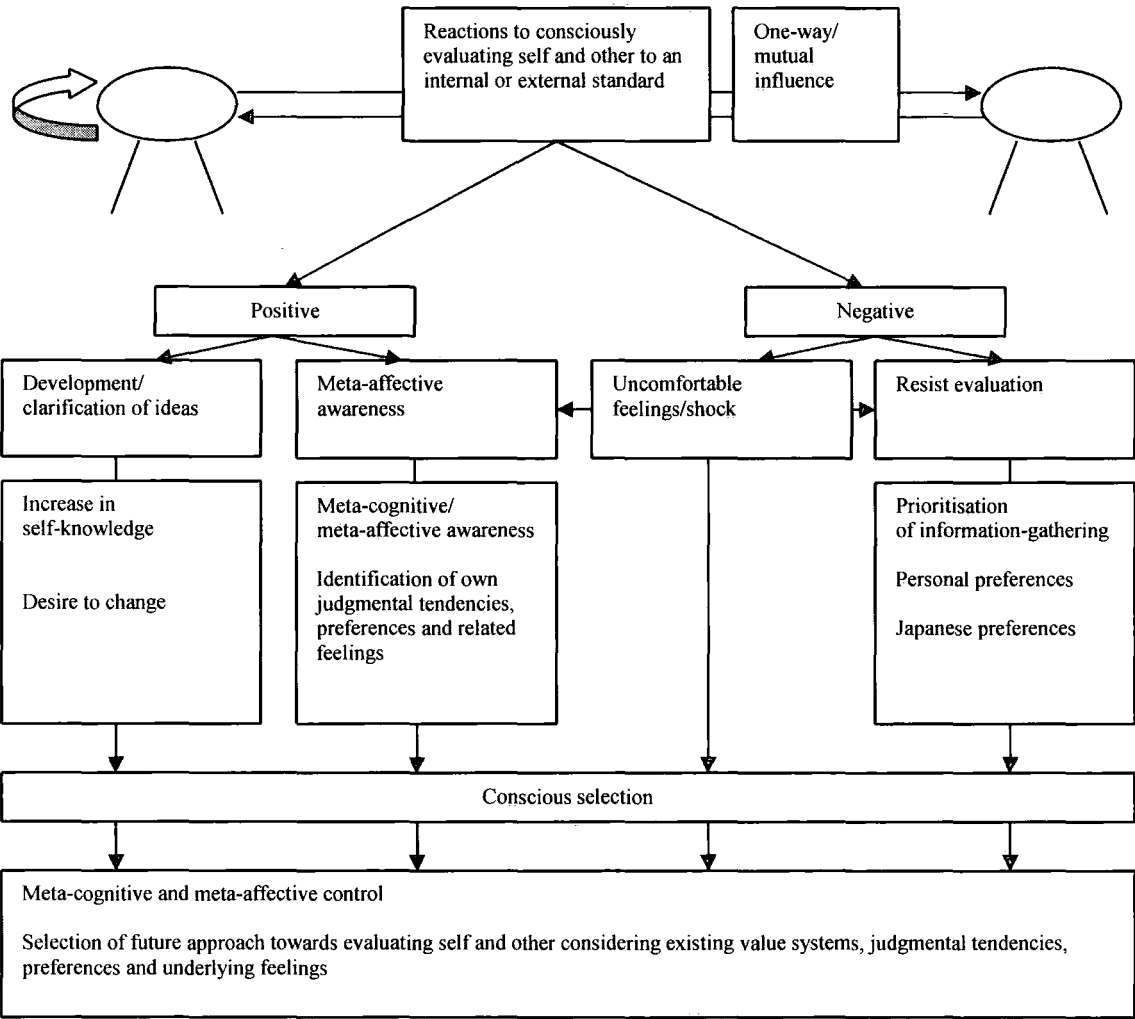 Reactions to consciously
evaluating self and other to an
internal or external standard
One-way/
mutual
influence
Positive
Negative
Development/
clarification of ideas
Meta-affective
awareness
Uncomfortable
feelings/shock
Resist evaluation
Increase in
self-knowledge
Desire to change
Meta-cognitive/
meta-affective awareness
Identification of own
judgmental tendencies,
preferences and related
feelings
Prioritisation
of information-gathering
Personal preferences
Japanese preferences
Conscious selection
Meta-cognitive and meta-affective control
Selection of future approach towards evaluating self and other considering existing value systems, judgmental tendencies,
preferences and underlying feelings